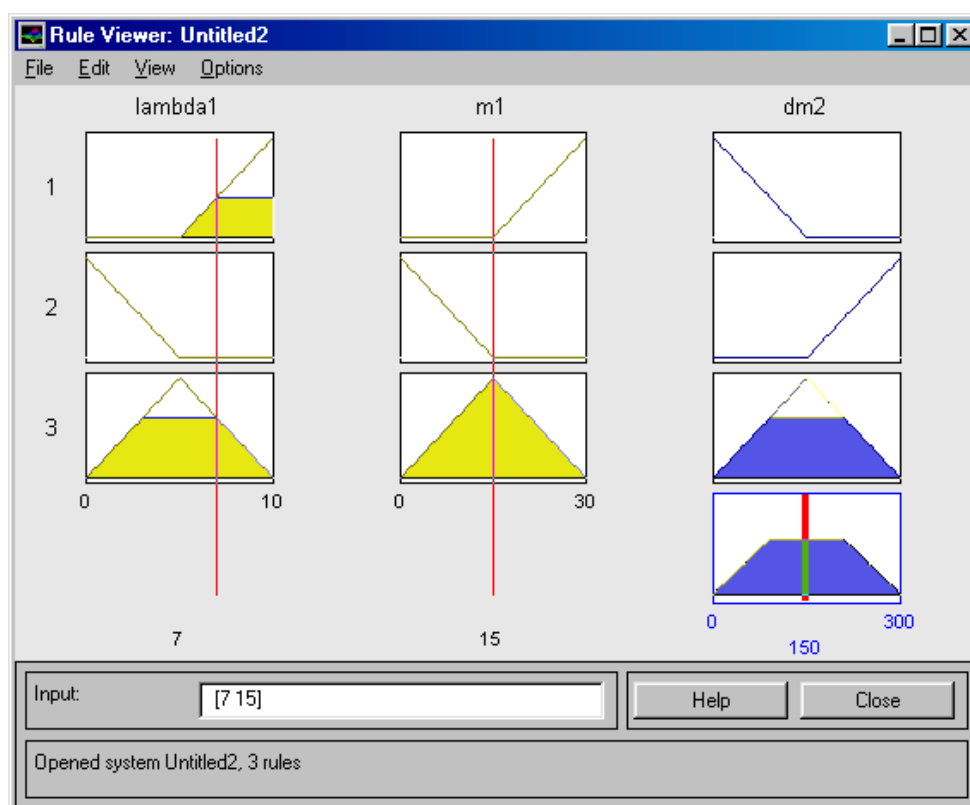 Rule Viewer: Untitled2
File Edit View Options
lambda1 m1 dm2
1
2
3
0 10 0 30
0 300
7 15 150
Input: [7 15] Help Close
Opened system Untitled2, 3 rules